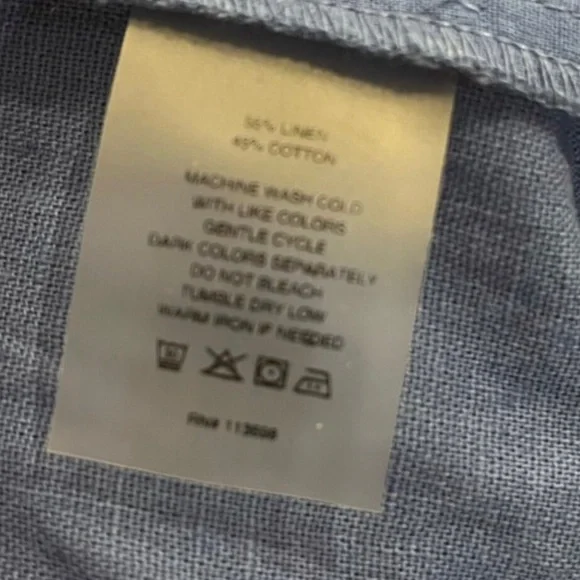 55% LINEN
45% COTTON
MACHINE WASH COLD
WITH LIKE COLORS
GENTLE CYCLE
DARK COLORS SEPARATELY
DO NOT BLEACH
TUMBLE DRY LOW
WARM IRON IF NEEDED
RN#